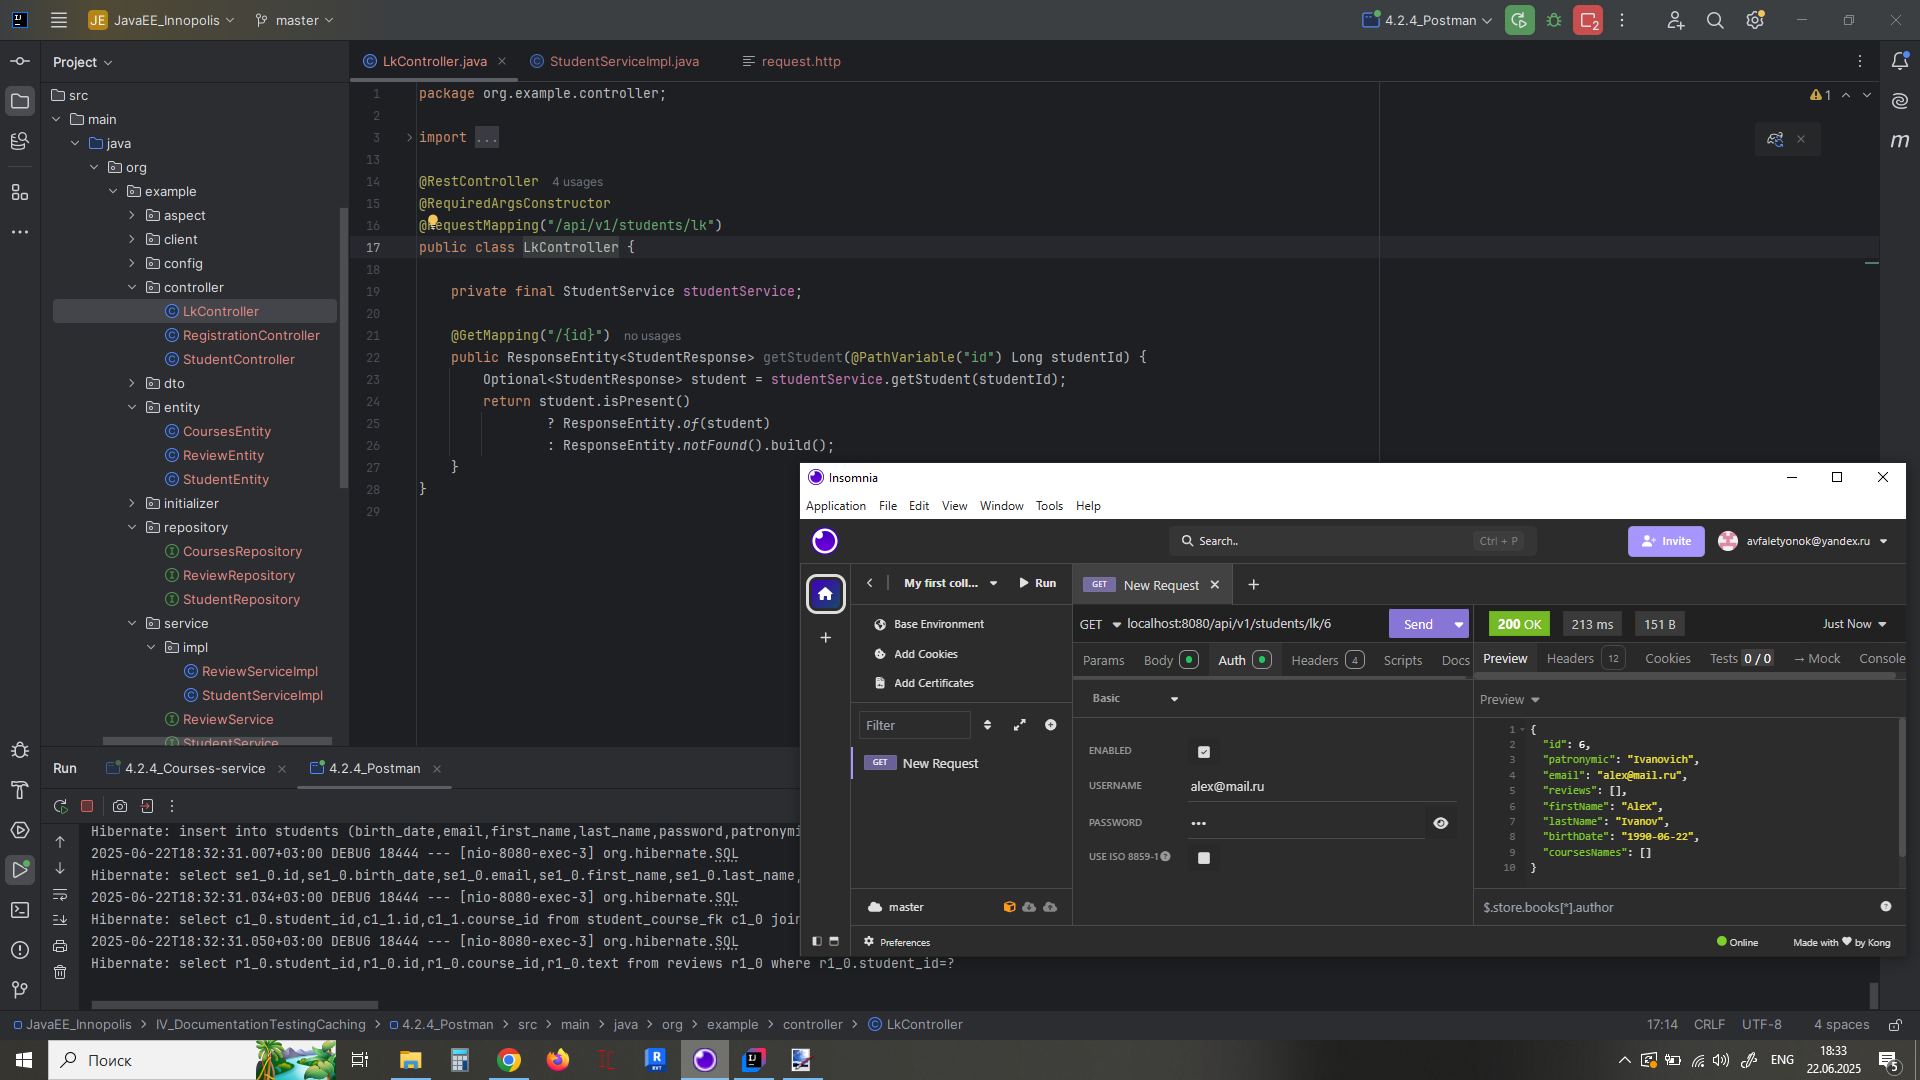 JE JavaEE_Innopolis
master
4.2.4_Postman
2
Project
src
main
java
org
example
aspect
client
config
controller
LkController
RegistrationController
StudentController
dto
entity
CoursesEntity
ReviewEntity
StudentEntity
initializer
repository
CoursesRepository
ReviewRepository
StudentRepository
service
impl
ReviewServiceImpl
StudentServiceImpl
ReviewService
StudentService
LkController.java
StudentServiceImpl.java
request.http
1
1 package org.example.controller;
2
3 import ...
13
14 @RestController 4 usages
15 @RequiredArgsConstructor
16 @RequestMapping("/api/v1/students/lk")
17 public class LkController {
18
19 private final StudentService studentService;
20
21 @GetMapping("/{id}") no usages
22 public ResponseEntity<StudentResponse> getStudent(@PathVariable("id") Long studentId) {
23 Optional<StudentResponse> student = studentService.getStudent(studentId);
24 return student.isPresent()
25 ? ResponseEntity.of(student)
26 : ResponseEntity.notFound().build();
27 }
28 }
29
Insomnia
Application File Edit View Window Tools Help
Search.. Ctrl + P
Invite
avfaletyonok@yandex.ru
My first coll...
Run
GET New Request
Base Environment
Add Cookies
Add Certificates
Filter
GET New Request
master
Preferences
GET localhost:8080/api/v1/students/lk/6 Send
Params Body Auth Headers 4 Scripts Docs
Basic
ENABLED
USERNAME alex@mail.ru
PASSWORD •••
USE ISO 8859-1
200 OK 213 ms 151 B Just Now
Preview Headers 12 Cookies Tests 0 / 0 → Mock Console
Preview
1 {
2 "id": 6,
3 "patronymic": "Ivanovich",
4 "email": "alex@mail.ru",
5 "reviews": [],
6 "firstName": "Alex",
7 "lastName": "Ivanov",
8 "birthDate": "1990-06-22",
9 "coursesNames": []
10 }
$.store.books[*].author
Online
Made with ♥ by Kong
Run 4.2.4_Courses-service 4.2.4_Postman
Hibernate: insert into students (birth_date,email,first_name,last_name,password,patronymi
2025-06-22T18:32:31.007+03:00 DEBUG 18444 --- [nio-8080-exec-3] org.hibernate.SQL
Hibernate: select se1_0.id,se1_0.birth_date,se1_0.email,se1_0.first_name,se1_0.last_name,
2025-06-22T18:32:31.034+03:00 DEBUG 18444 --- [nio-8080-exec-3] org.hibernate.SQL
Hibernate: select c1_0.student_id,c1_1.id,c1_1.course_id from student_course_fk c1_0 join
2025-06-22T18:32:31.050+03:00 DEBUG 18444 --- [nio-8080-exec-3] org.hibernate.SQL
Hibernate: select r1_0.student_id,r1_0.id,r1_0.course_id,r1_0.text from reviews r1_0 where r1_0.student_id=?
JavaEE_Innopolis > IV_DocumentationTestingCaching > 4.2.4_Postman > src > main > java > org > example > controller > LkController
17:14 CRLF UTF-8 4 spaces
Поиск
ENG
18:33
22.06.2025
5